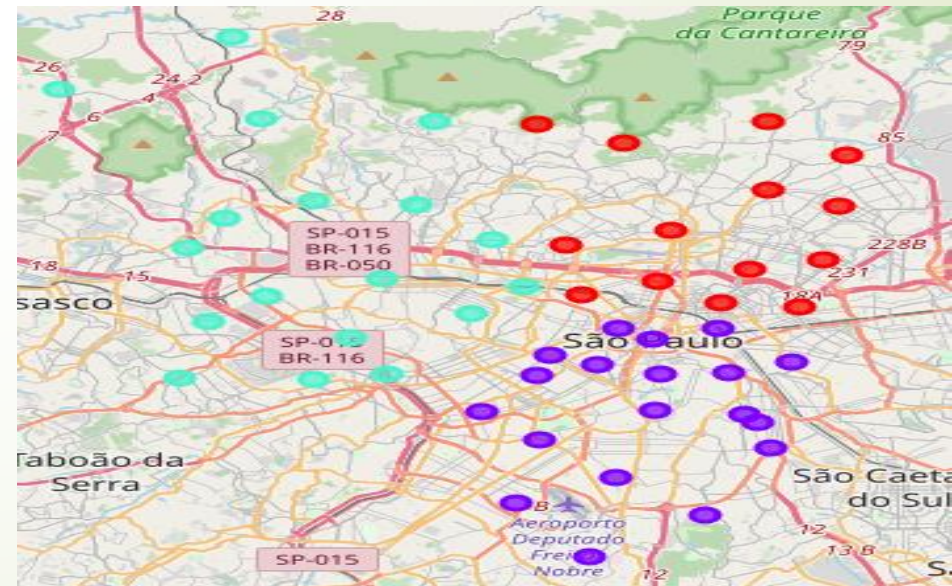 28
Parque
da Cantareira
79
26
24 2
4
6
7
85
SP-015
BR-116
BR-050
228B
18
15
231
18A
sasco
SP-015
BR-116
São Paulo
Taboão da
Serra
São Caeta
do Sul
B
Aeroporto
Deputado
Nobre
SP-015
12
12
13 B
S